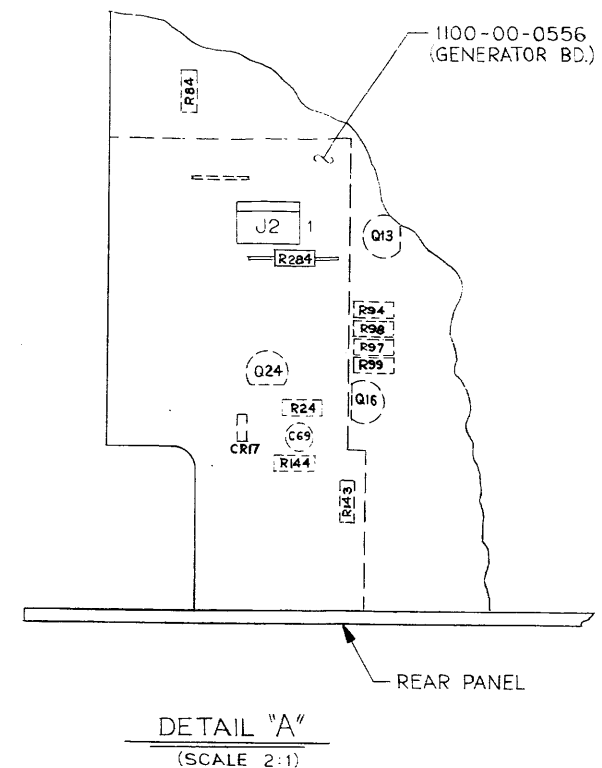 1100-00-0556
(GENERATOR BD.)
R84
J2 1
Q13
R284
R94
R98
R97
R99
Q24
Q16
R24
C69
CR17
R144
R143
REAR PANEL
DETAIL "A"
(SCALE 2:1)